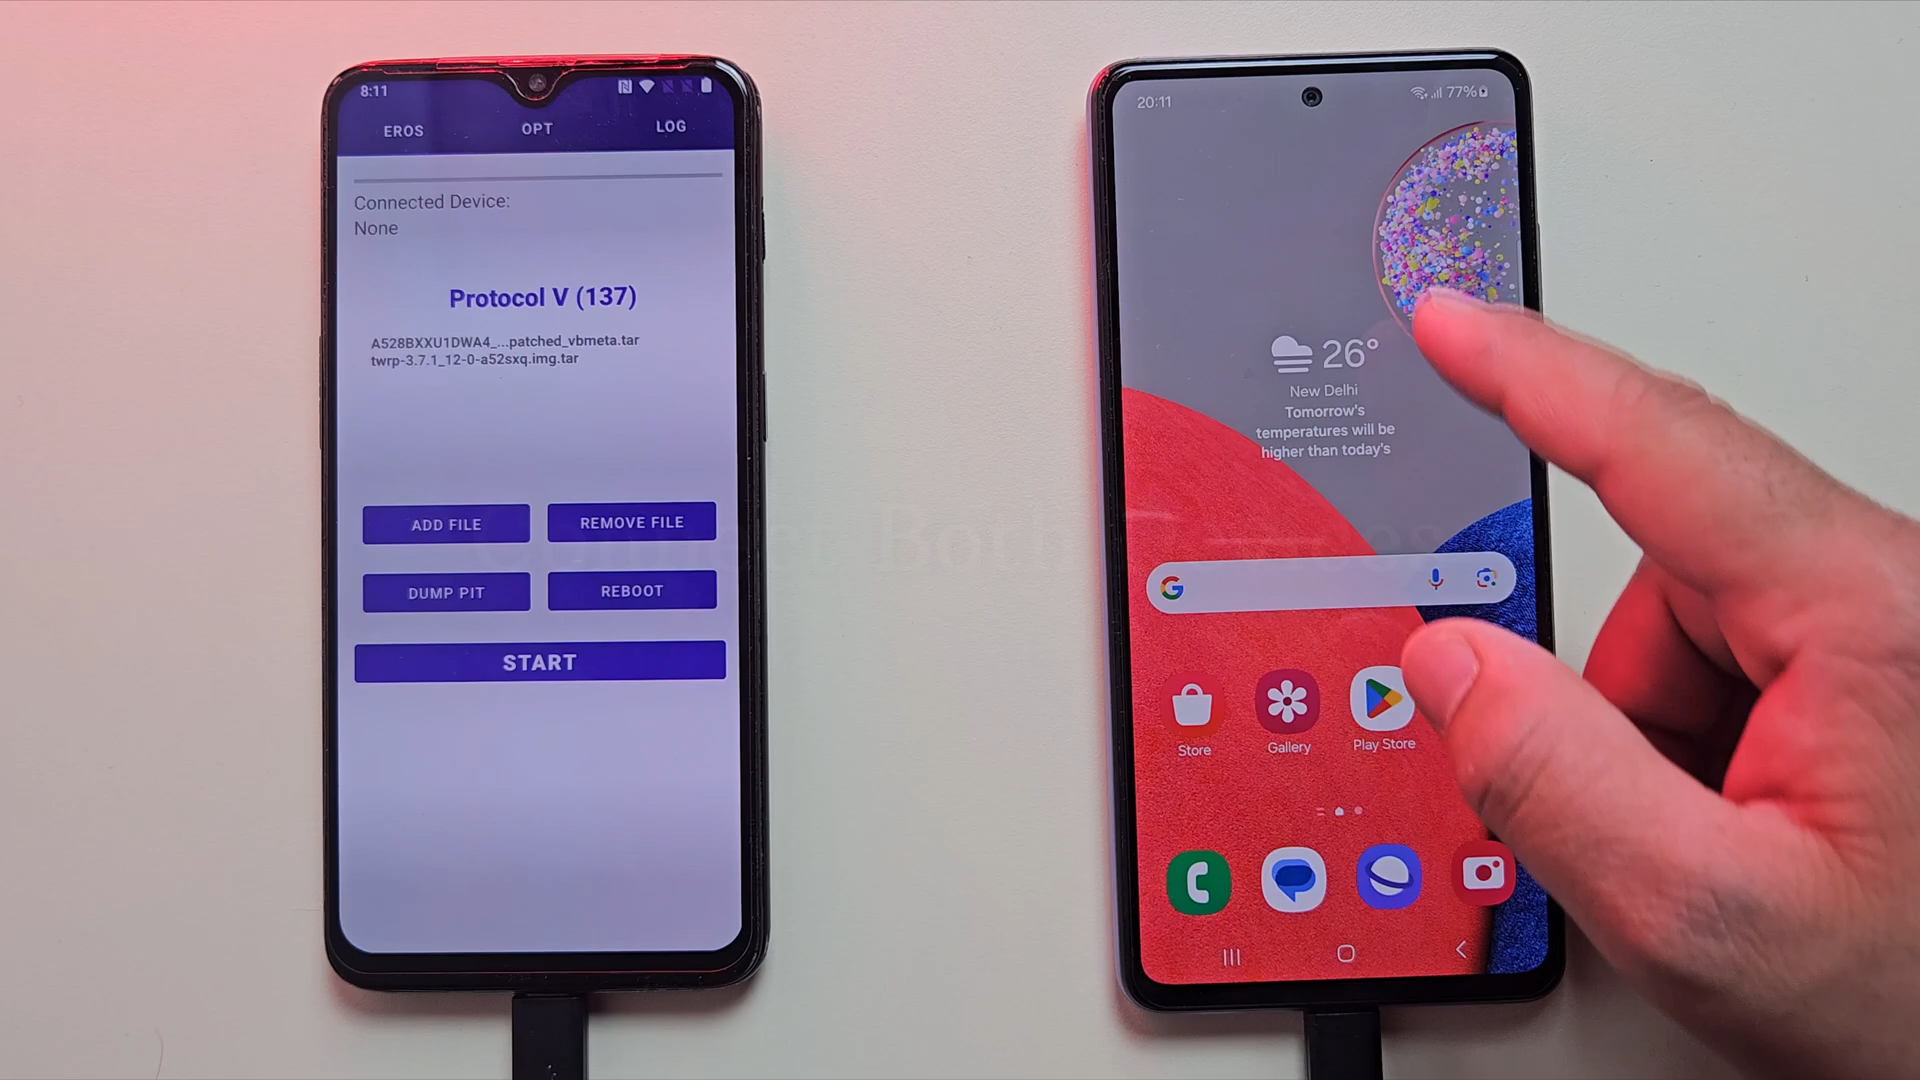 8:11
EROS
OPT
LOG
Connected Device:
None
Protocol V (137)
A528BXXU1DWA4_...patched_vbmeta.tar
twrp-3.7.1_12-0-a52sxq.img.tar
ADD FILE
REMOVE FILE
DUMP PIT
REBOOT
START
20:11
77%
26°
New Delhi
Tomorrow's
temperatures will be
higher than today's
Store
Gallery
Play Store